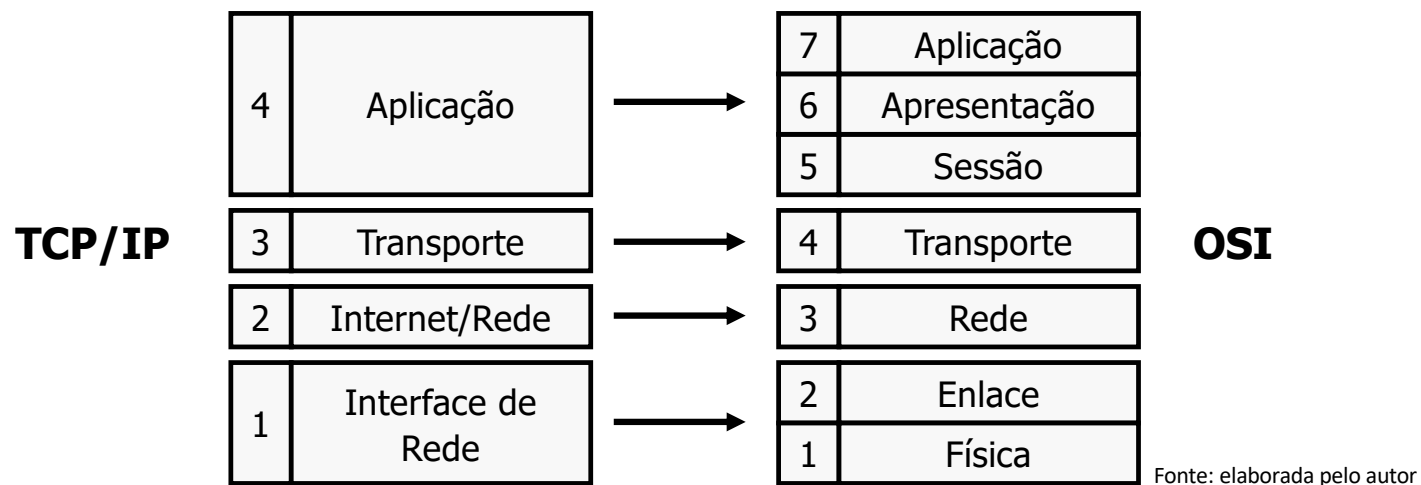 TCP/IP
4 Aplicação
3 Transporte
2 Internet/Rede
1 Interface de
Rede
7 Aplicação
6 Apresentação
5 Sessão
4 Transporte
3 Rede
2 Enlace
1 Física
OSI
Fonte: elaborada pelo autor